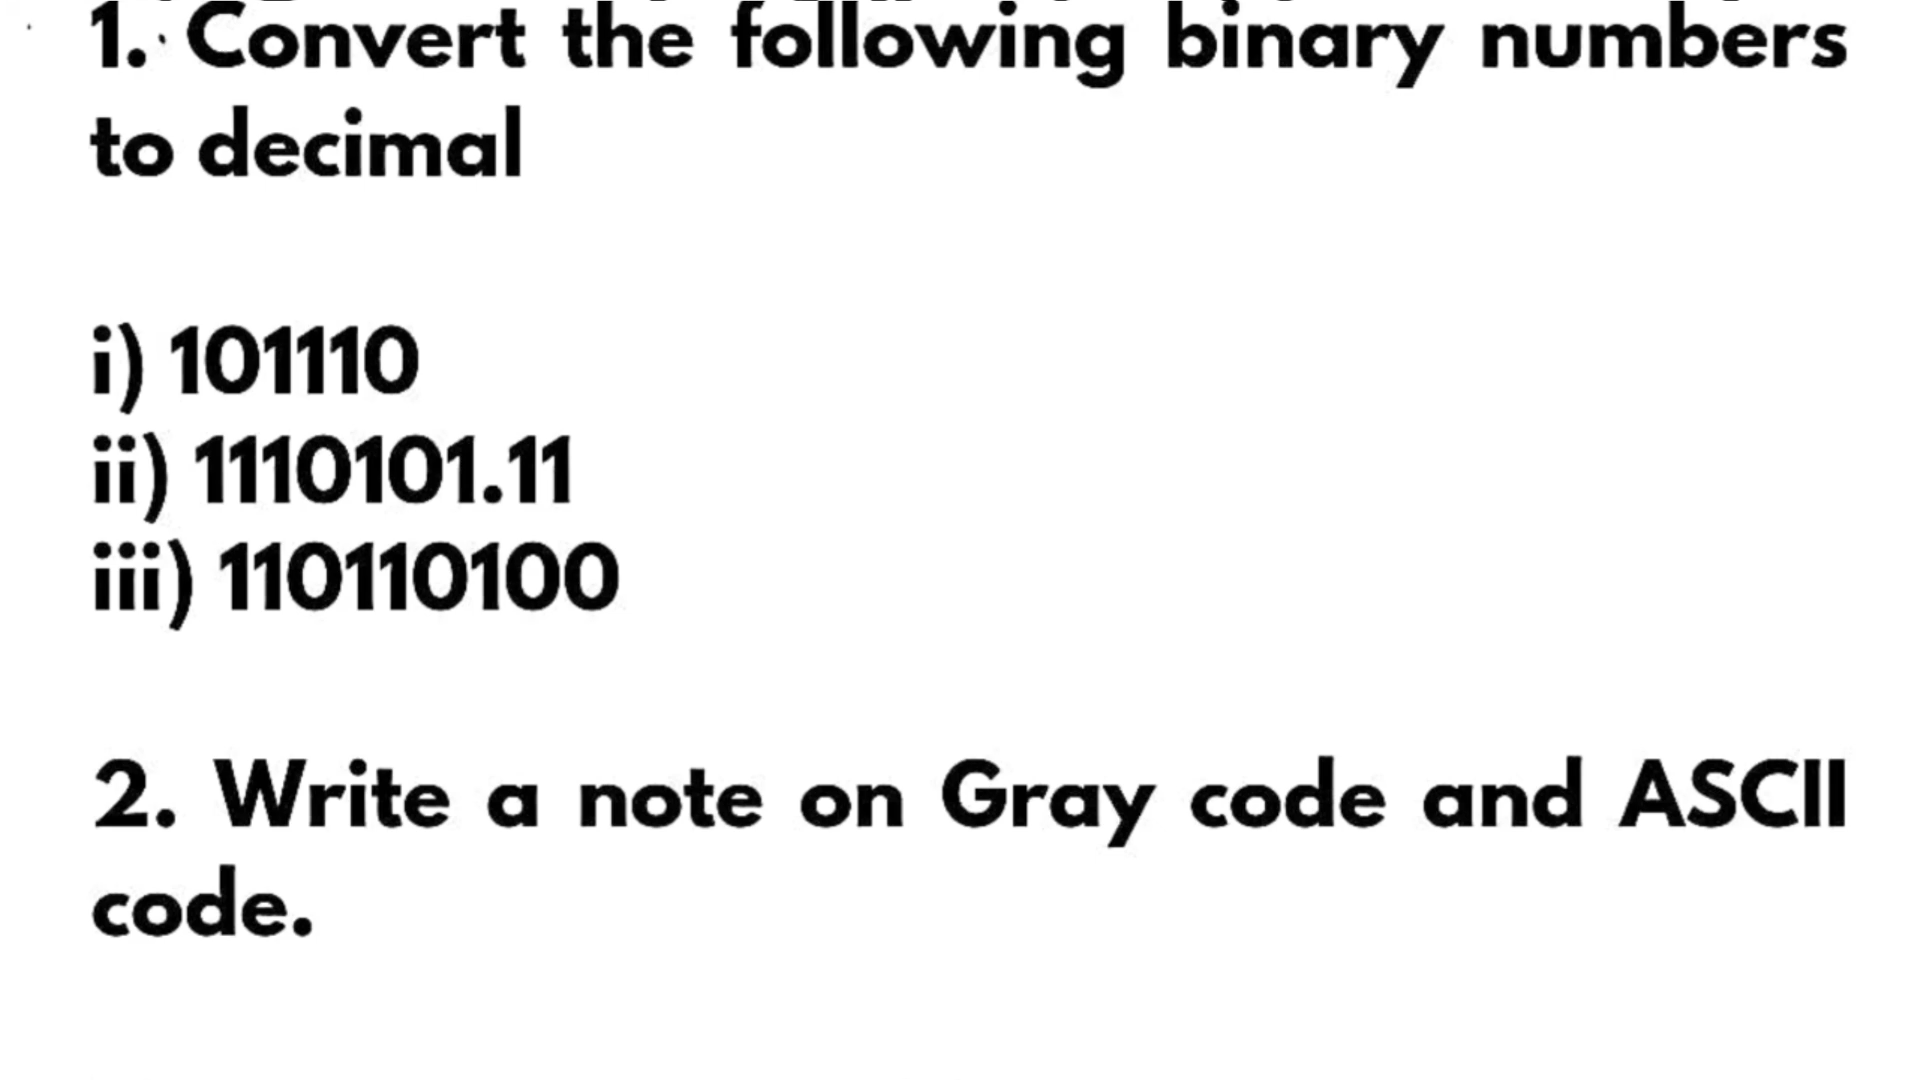 1. Convert the following binary numbers
to decimal
i) 101110
ii) 1110101.11
iii) 110110100
2. Write a note on Gray code and ASCII
code.